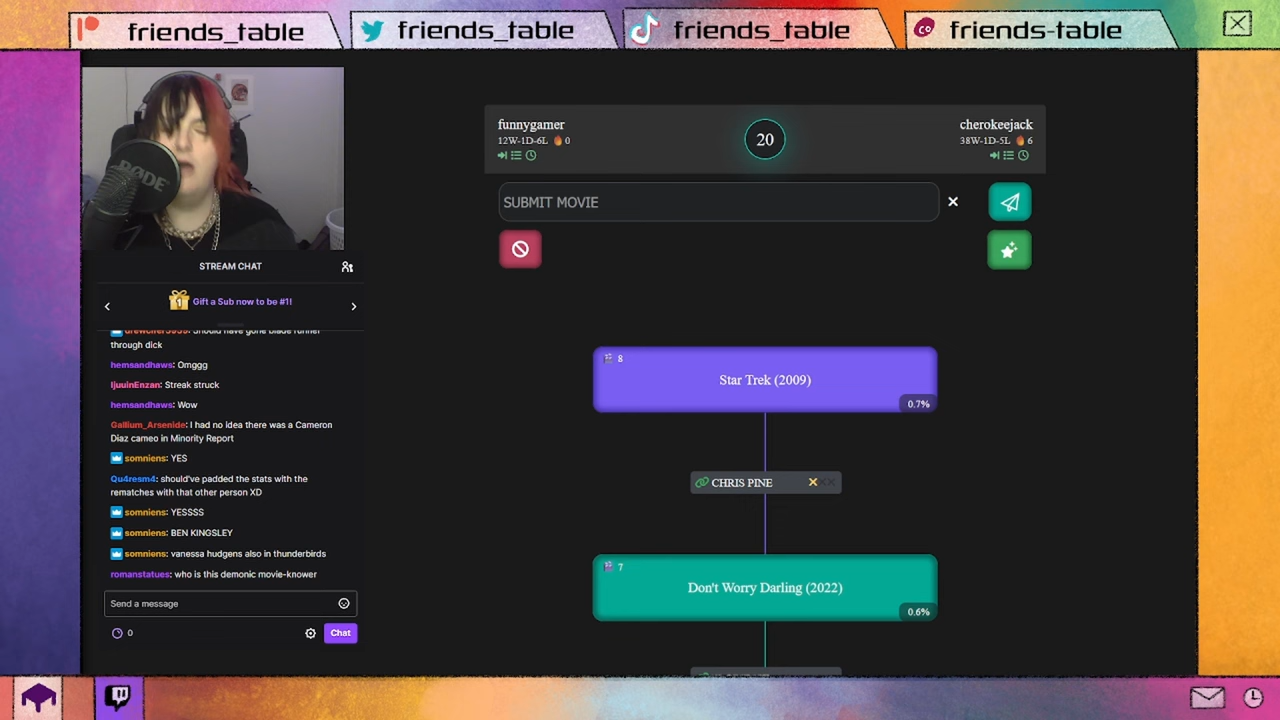 friends_table
friends_table
friends_table
friends-table
RØDE
funnygamer
12W-1D-6L 0
20
cherokeejack
38W-1D-5L 6
SUBMIT MOVIE
STREAM CHAT
1
Gift a Sub now to be #1!
through dick
hemsandhaws: Omggg
IjuuinEnzan: Streak struck
hemsandhaws: Wow
Gallium_Arsenide: I had no idea there was a Cameron
Diaz cameo in Minority Report
somniens: YES
Qu4resm4: should've padded the stats with the
rematches with that other person XD
somniens: YESSSS
somniens: BEN KINGSLEY
somniens: vanessa hudgens also in thunderbirds
romanstatues: who is this demonic movie-knower
Send a message
0
Chat
8
Star Trek (2009)
0.7%
CHRIS PINE
7
Don't Worry Darling (2022)
0.6%